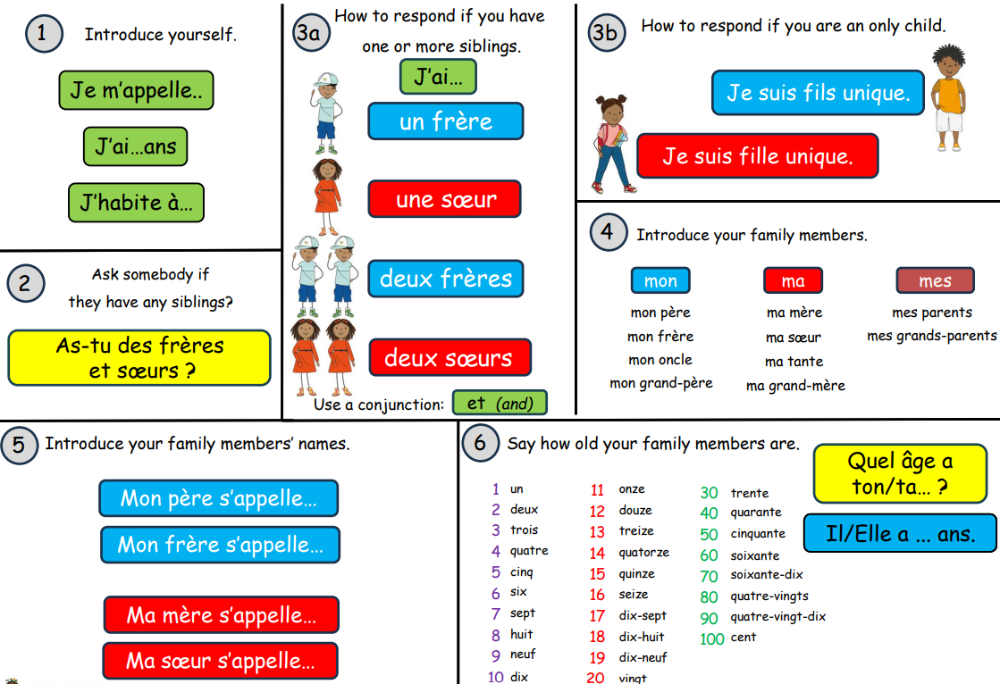 1
Introduce yourself.
Je m'appelle..
J'ai...ans
J'habite à...
2
Ask somebody if
they have any siblings?
As-tu des frères
et sœurs ?
3a
How to respond if you have
one or more siblings.
J'ai...
un frère
une sœur
deux frères
deux sœurs
Use a conjunction:
et (and)
3b
How to respond if you are an only child.
Je suis fils unique.
Je suis fille unique.
4
Introduce your family members.
mon
mon père
mon frère
mon oncle
mon grand-père
ma
ma mère
ma sœur
ma tante
ma grand-mère
mes
mes parents
mes grands-parents
5
Introduce your family members' names.
Mon père s'appelle...
Mon frère s'appelle...
Ma mère s'appelle...
Ma sœur s'appelle...
6
Say how old your family members are.
Quel âge a
ton/ta... ?
Il/Elle a ... ans.
1 un
2 deux
3 trois
4 quatre
5 cinq
6 six
7 sept
8 huit
9 neuf
10 dix
11 onze
12 douze
13 treize
14 quatorze
15 quinze
16 seize
17 dix-sept
18 dix-huit
19 dix-neuf
20 vingt
30 trente
40 quarante
50 cinquante
60 soixante
70 soixante-dix
80 quatre-vingts
90 quatre-vingt-dix
100 cent